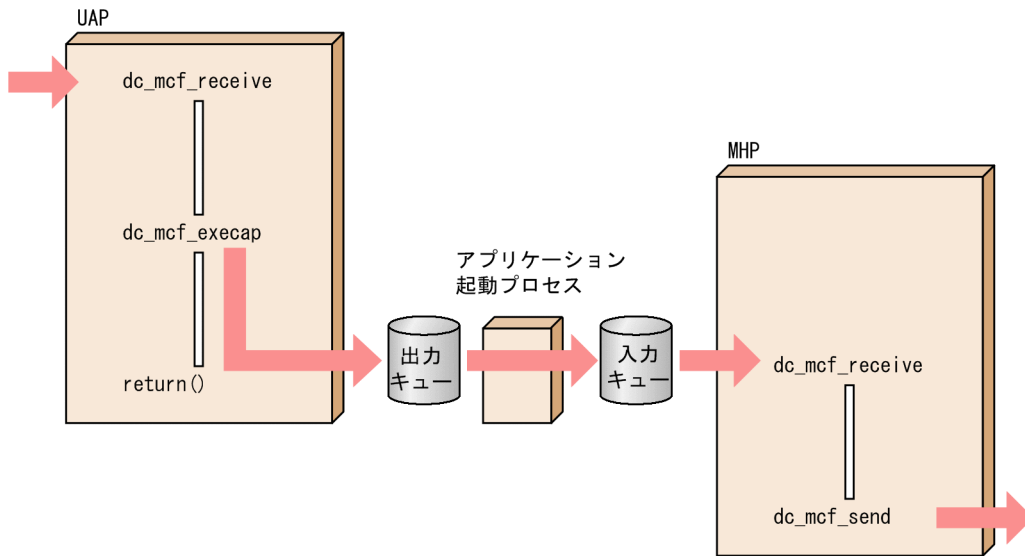 UAP
dc_mcf_receive
dc_mcf_execap
return()
アプリケーション
起動プロセス
出力
キュー
入力
キュー
MHP
dc_mcf_receive
dc_mcf_send